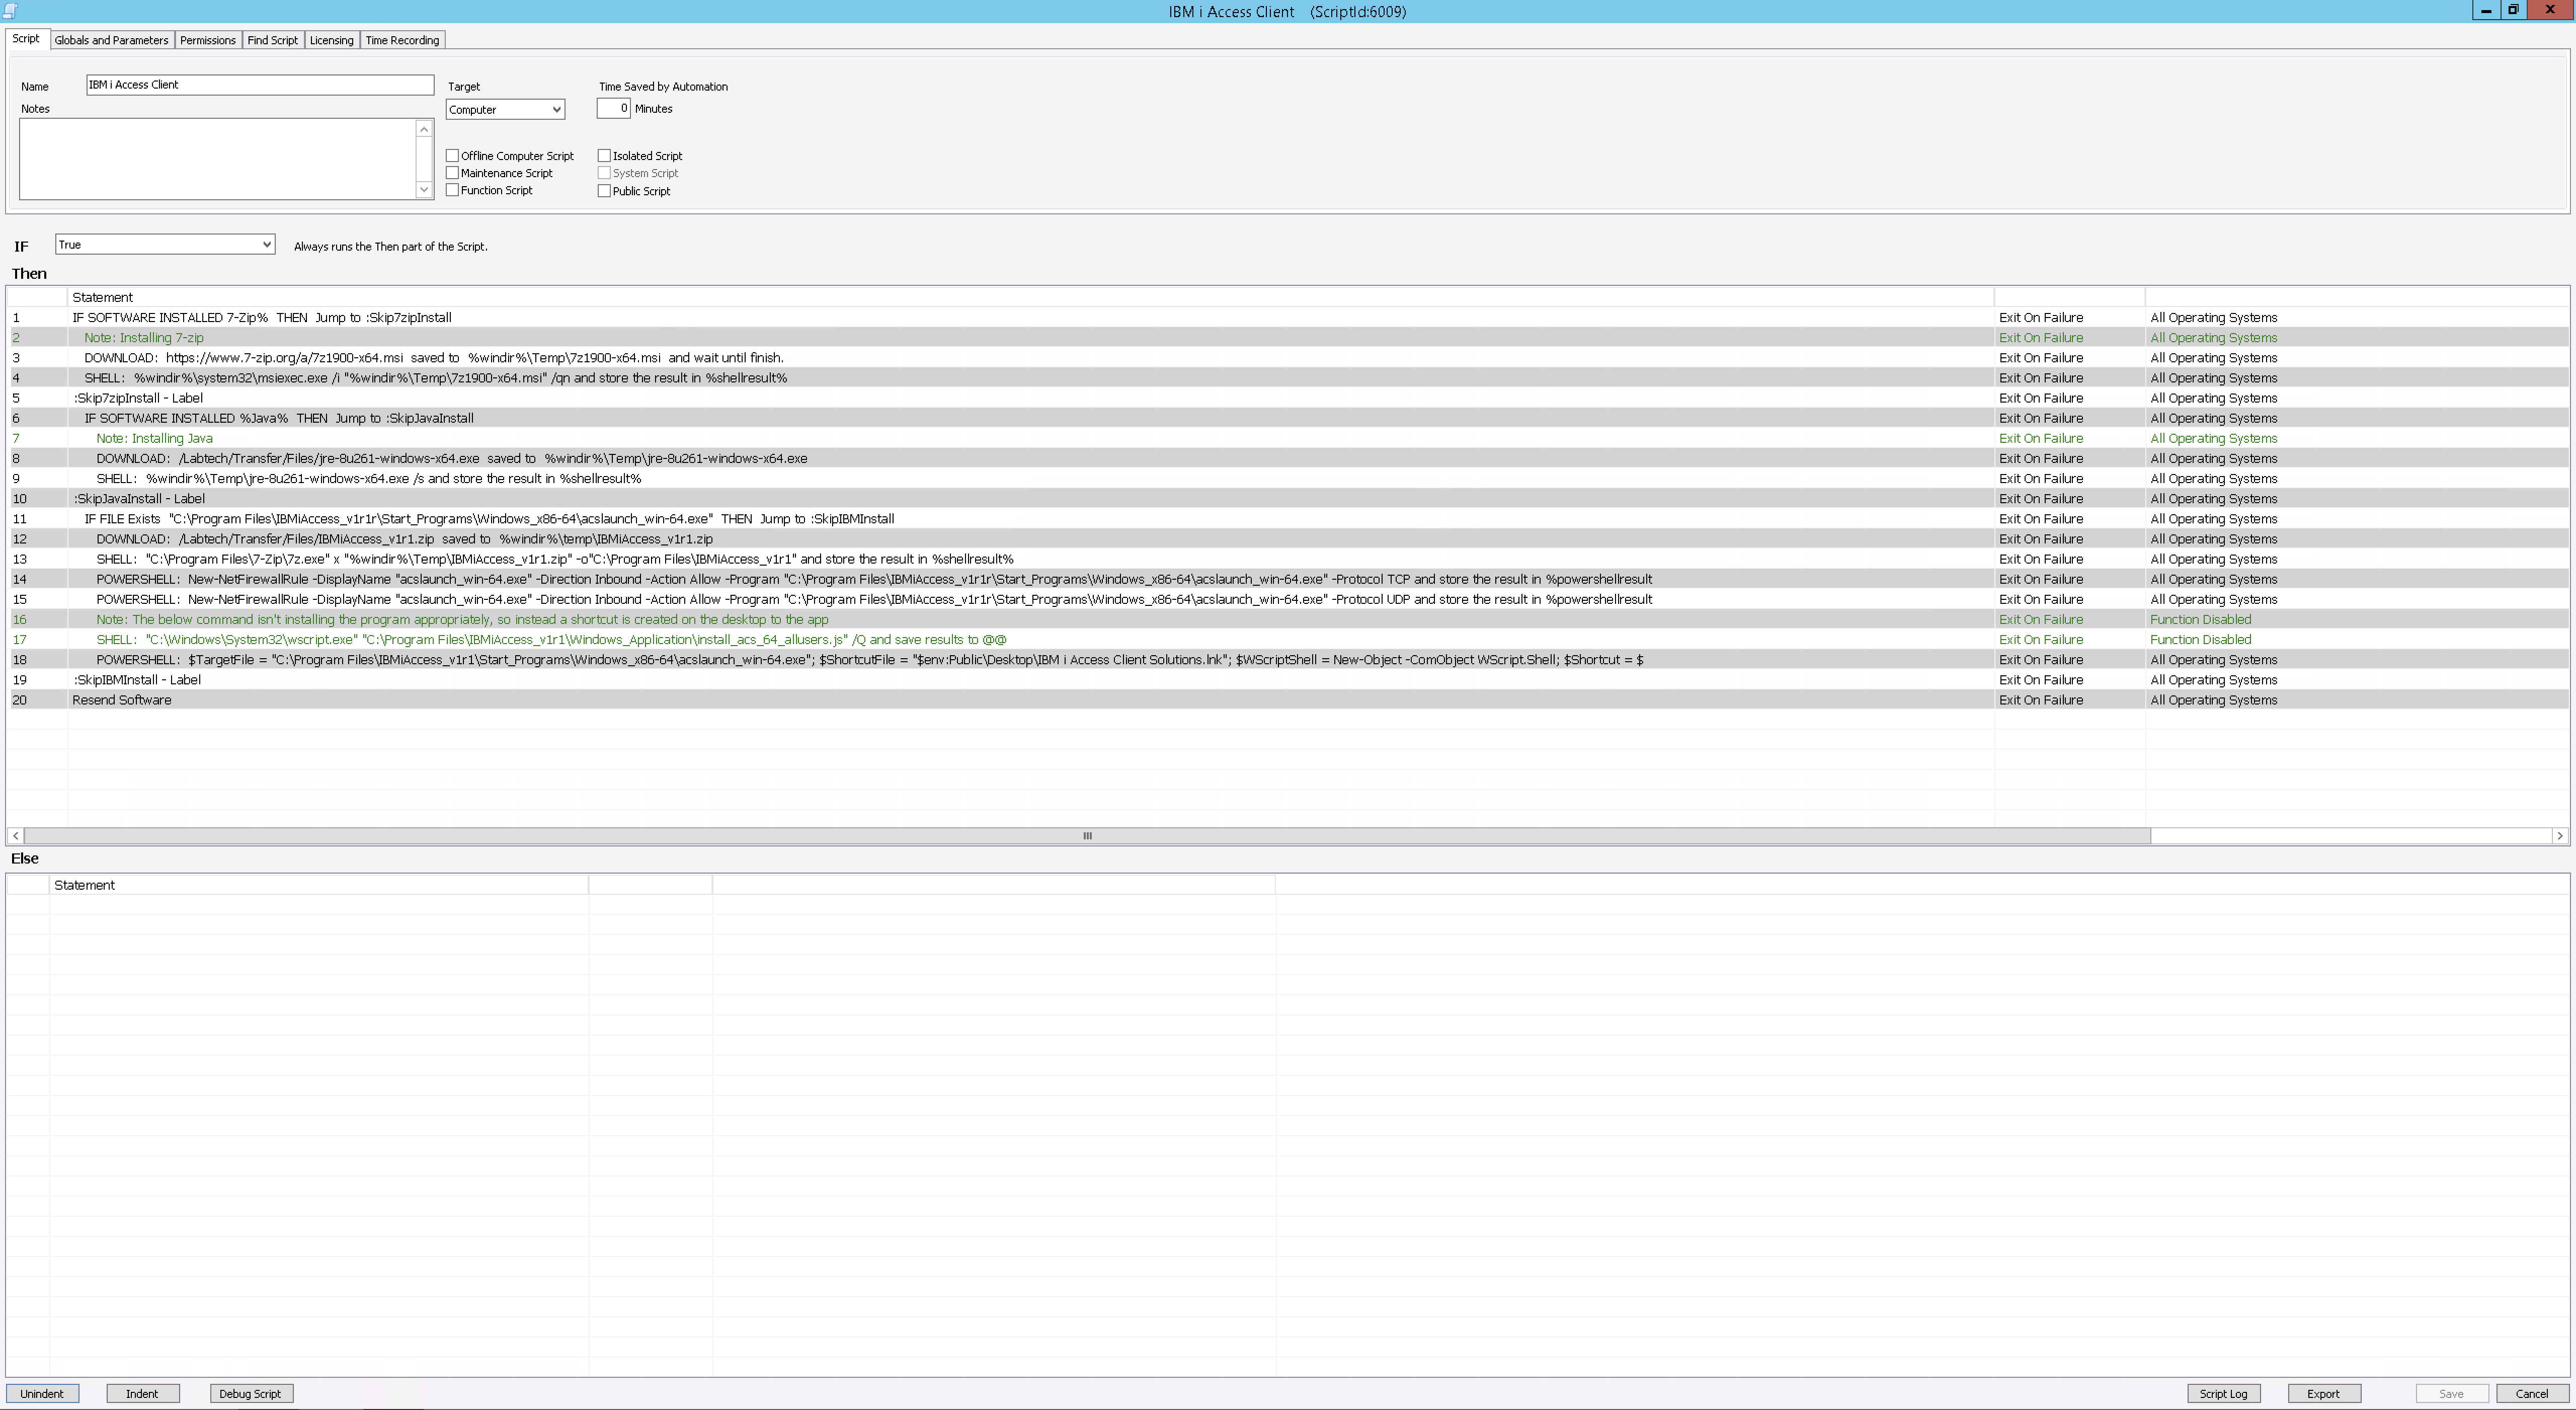 IBM i Access Client (ScriptId:6009)
Script Globals and Parameters Permissions Find Script Licensing Time Recording
Name IBM i Access Client Target Time Saved by Automation
Notes Computer 0 Minutes
Offline Computer Script Isolated Script
Maintenance Script System Script
Function Script Public Script
IF True Always runs the Then part of the Script.
Then
Statement
1 IF SOFTWARE INSTALLED 7-Zip% THEN Jump to :Skip7zipInstall Exit On Failure All Operating Systems
2 Note: Installing 7-zip Exit On Failure All Operating Systems
3 DOWNLOAD: https://www.7-zip.org/a/7z1900-x64.msi saved to %windir%\Temp\7z1900-x64.msi and wait until finish. Exit On Failure All Operating Systems
4 SHELL: %windir%\system32\msiexec.exe /i "%windir%\Temp\7z1900-x64.msi" /qn and store the result in %shellresult% Exit On Failure All Operating Systems
5 :Skip7zipInstall - Label Exit On Failure All Operating Systems
6 IF SOFTWARE INSTALLED %Java% THEN Jump to :SkipJavaInstall Exit On Failure All Operating Systems
7 Note: Installing Java Exit On Failure All Operating Systems
8 DOWNLOAD: /Labtech/Transfer/Files/jre-8u261-windows-x64.exe saved to %windir%\Temp\jre-8u261-windows-x64.exe Exit On Failure All Operating Systems
9 SHELL: %windir%\Temp\jre-8u261-windows-x64.exe /s and store the result in %shellresult% Exit On Failure All Operating Systems
10 :SkipJavaInstall - Label Exit On Failure All Operating Systems
11 IF FILE Exists "C:\Program Files\IBMiAccess_v1r1r\Start_Programs\Windows_x86-64\acslaunch_win-64.exe" THEN Jump to :SkipIBMInstall Exit On Failure All Operating Systems
12 DOWNLOAD: /Labtech/Transfer/Files/IBMiAccess_v1r1.zip saved to %windir%\temp\IBMiAccess_v1r1.zip Exit On Failure All Operating Systems
13 SHELL: "C:\Program Files\7-Zip\7z.exe" x "%windir%\Temp\IBMiAccess_v1r1.zip" -o"C:\Program Files\IBMiAccess_v1r1" and store the result in %shellresult% Exit On Failure All Operating Systems
14 POWERSHELL: New-NetFirewallRule -DisplayName "acslaunch_win-64.exe" -Direction Inbound -Action Allow -Program "C:\Program Files\IBMiAccess_v1r1r\Start_Programs\Windows_x86-64\acslaunch_win-64.exe" -Protocol TCP and store the result in %powershellresult Exit On Failure All Operating Systems
15 POWERSHELL: New-NetFirewallRule -DisplayName "acslaunch_win-64.exe" -Direction Inbound -Action Allow -Program "C:\Program Files\IBMiAccess_v1r1r\Start_Programs\Windows_x86-64\acslaunch_win-64.exe" -Protocol UDP and store the result in %powershellresult Exit On Failure All Operating Systems
16 Note: The below command isn't installing the program appropriately, so instead a shortcut is created on the desktop to the app Exit On Failure Function Disabled
17 SHELL: "C:\Windows\System32\wscript.exe" "C:\Program Files\IBMiAccess_v1r1\Windows_Application\install_acs_64_allusers.js" /Q and save results to @@ Exit On Failure Function Disabled
18 POWERSHELL: $TargetFile = "C:\Program Files\IBMiAccess_v1r1\Start_Programs\Windows_x86-64\acslaunch_win-64.exe"; $ShortcutFile = "$env:Public\Desktop\IBM i Access Client Solutions.lnk"; $WScriptShell = New-Object -ComObject WScript.Shell; $Shortcut = $ Exit On Failure All Operating Systems
19 :SkipIBMInstall - Label Exit On Failure All Operating Systems
20 Resend Software Exit On Failure All Operating Systems
Else
Statement
Unindent Indent Debug Script Script Log Export Save Cancel